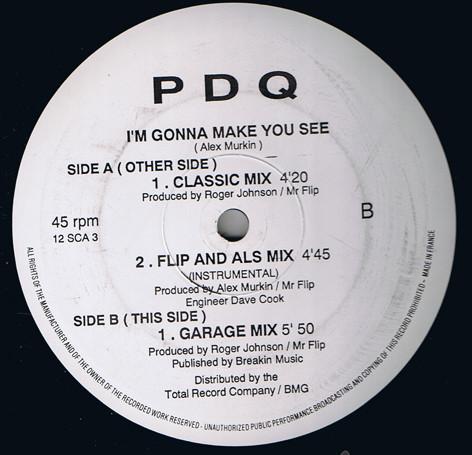 P D Q
I'M GONNA MAKE YOU SEE
( Alex Murkin )
SIDE A ( OTHER SIDE )
1 . CLASSIC MIX 4'20
Produced by Roger Johnson / Mr Flip
45 rpm
12 SCA 3
B
2 . FLIP AND ALS MIX 4'45
(INSTRUMENTAL)
Produced by Alex Murkin / Mr Flip
Engineer Dave Cook
SIDE B ( THIS SIDE )
1 . GARAGE MIX 5' 50
Produced by Roger Johnson / Mr Flip
Published by Breakin Music
Distributed by the
Total Record Company / BMG
ALL RIGHTS OF THE MANUFACTURER AND OF THE OWNER OF THE RECORDED WORK RESERVED - UNAUTHORIZED PUBLIC PERFORMANCE BROADCASTING AND COPYING OF THIS RECORD PROHIBITED - MADE IN FRANCE